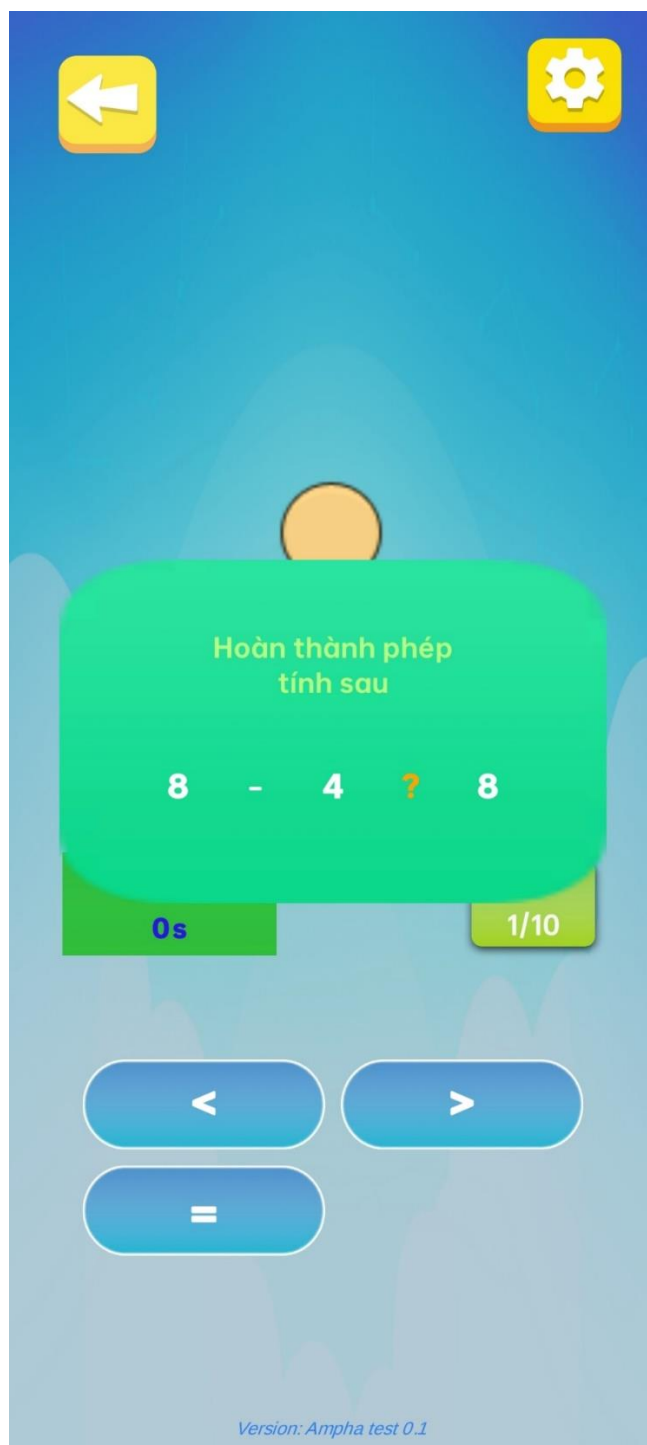 Hoàn thành phép
tính sau
8 - 4 ? 8
0s
1/10
< >
=
Version: Ampha test 0.1